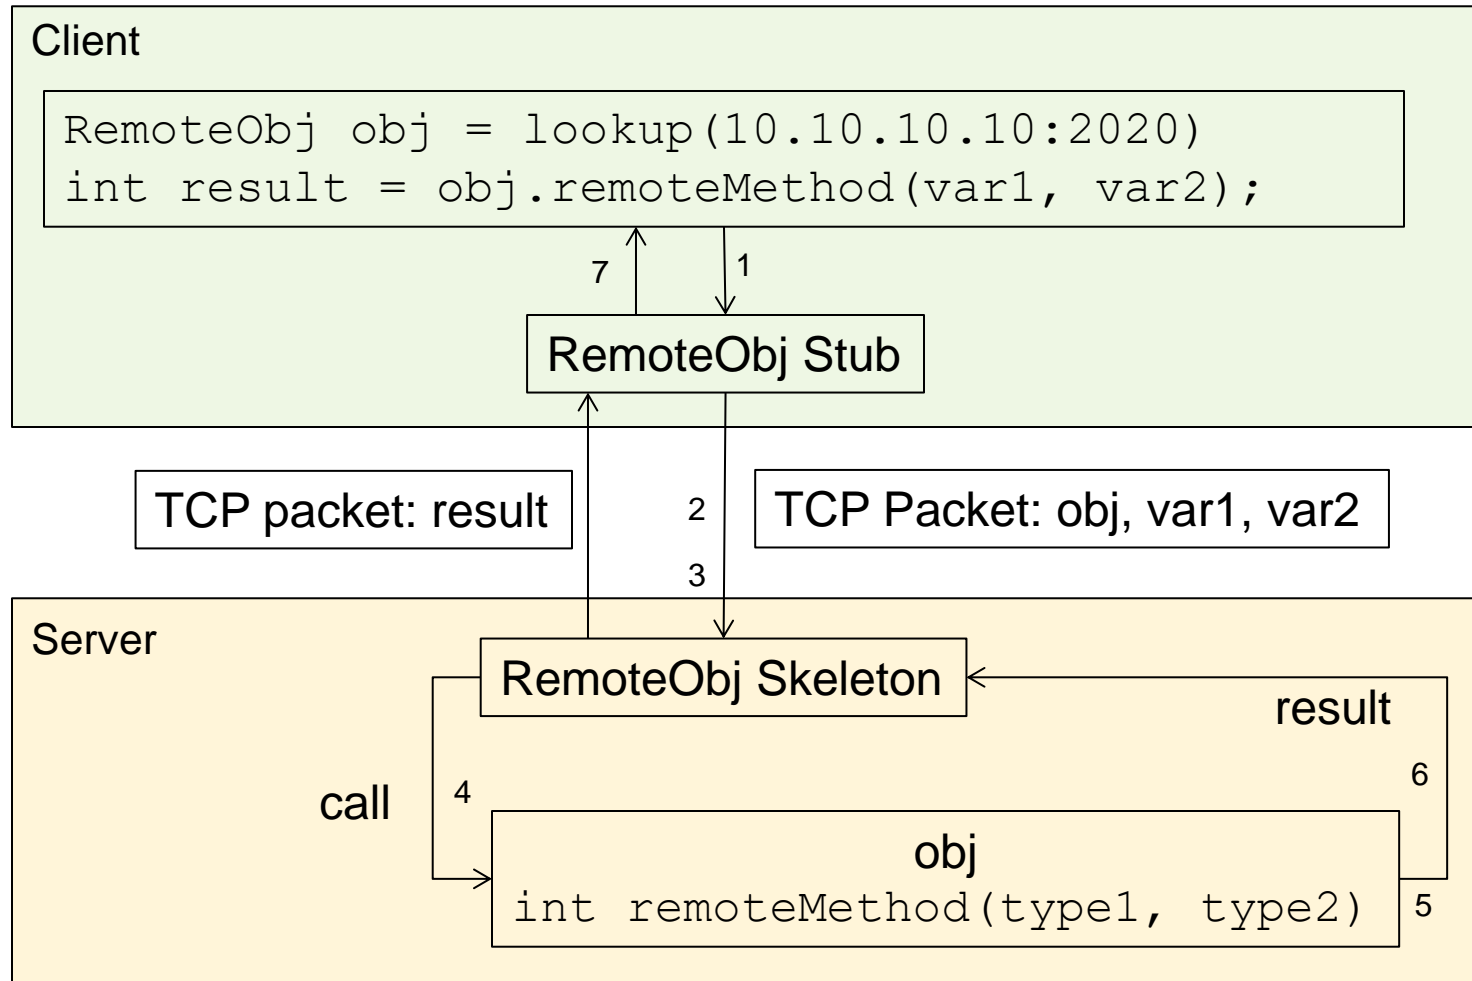 Client
RemoteObj obj = lookup(10.10.10.10:2020)
int result = obj.remoteMethod(var1, var2);
7
1
RemoteObj Stub
TCP packet: result
2
TCP Packet: obj, var1, var2
3
Server
RemoteObj Skeleton
result
6
call
4
obj
int remoteMethod(type1, type2)
5